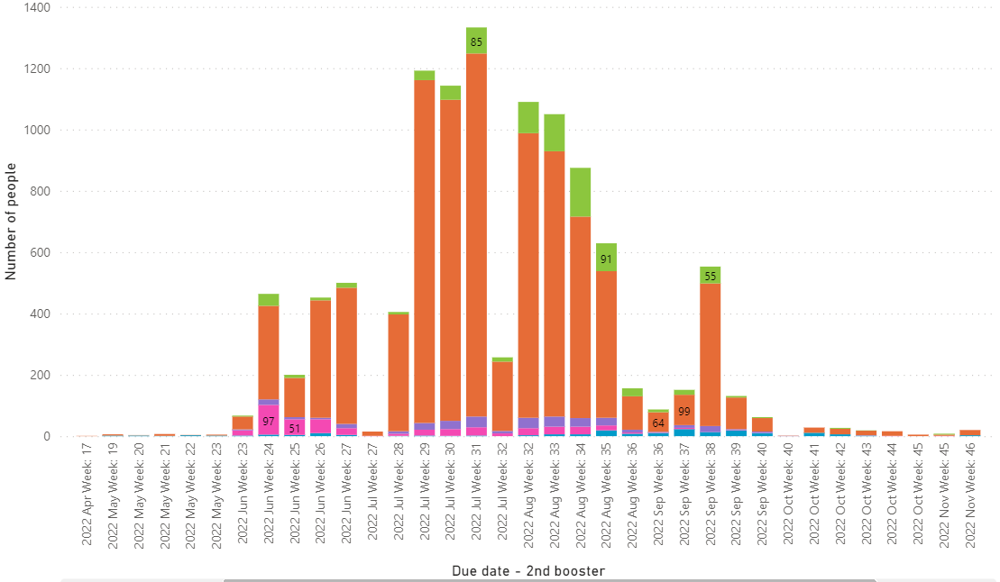 1400
1200
1000
800
600
400
200
0
Number of people
85
91
55
97
51
64
99
2022 Apr Week: 17
2022 May Week: 19
2022 May Week: 20
2022 May Week: 21
2022 May Week: 22
2022 May Week: 23
2022 Jun Week: 23
2022 Jun Week: 24
2022 Jun Week: 25
2022 Jun Week: 26
2022 Jun Week: 27
2022 Jul Week: 27
2022 Jul Week: 28
2022 Jul Week: 29
2022 Jul Week: 30
2022 Jul Week: 31
2022 Jul Week: 32
2022 Aug Week: 32
2022 Aug Week: 33
2022 Aug Week: 34
2022 Aug Week: 35
2022 Aug Week: 36
2022 Sep Week: 36
2022 Sep Week: 37
2022 Sep Week: 38
2022 Sep Week: 39
2022 Sep Week: 40
2022 Oct Week: 40
2022 Oct Week: 41
2022 Oct Week: 42
2022 Oct Week: 43
2022 Oct Week: 44
2022 Oct Week: 45
2022 Nov Week: 45
2022 Nov Week: 46
Due date - 2nd booster